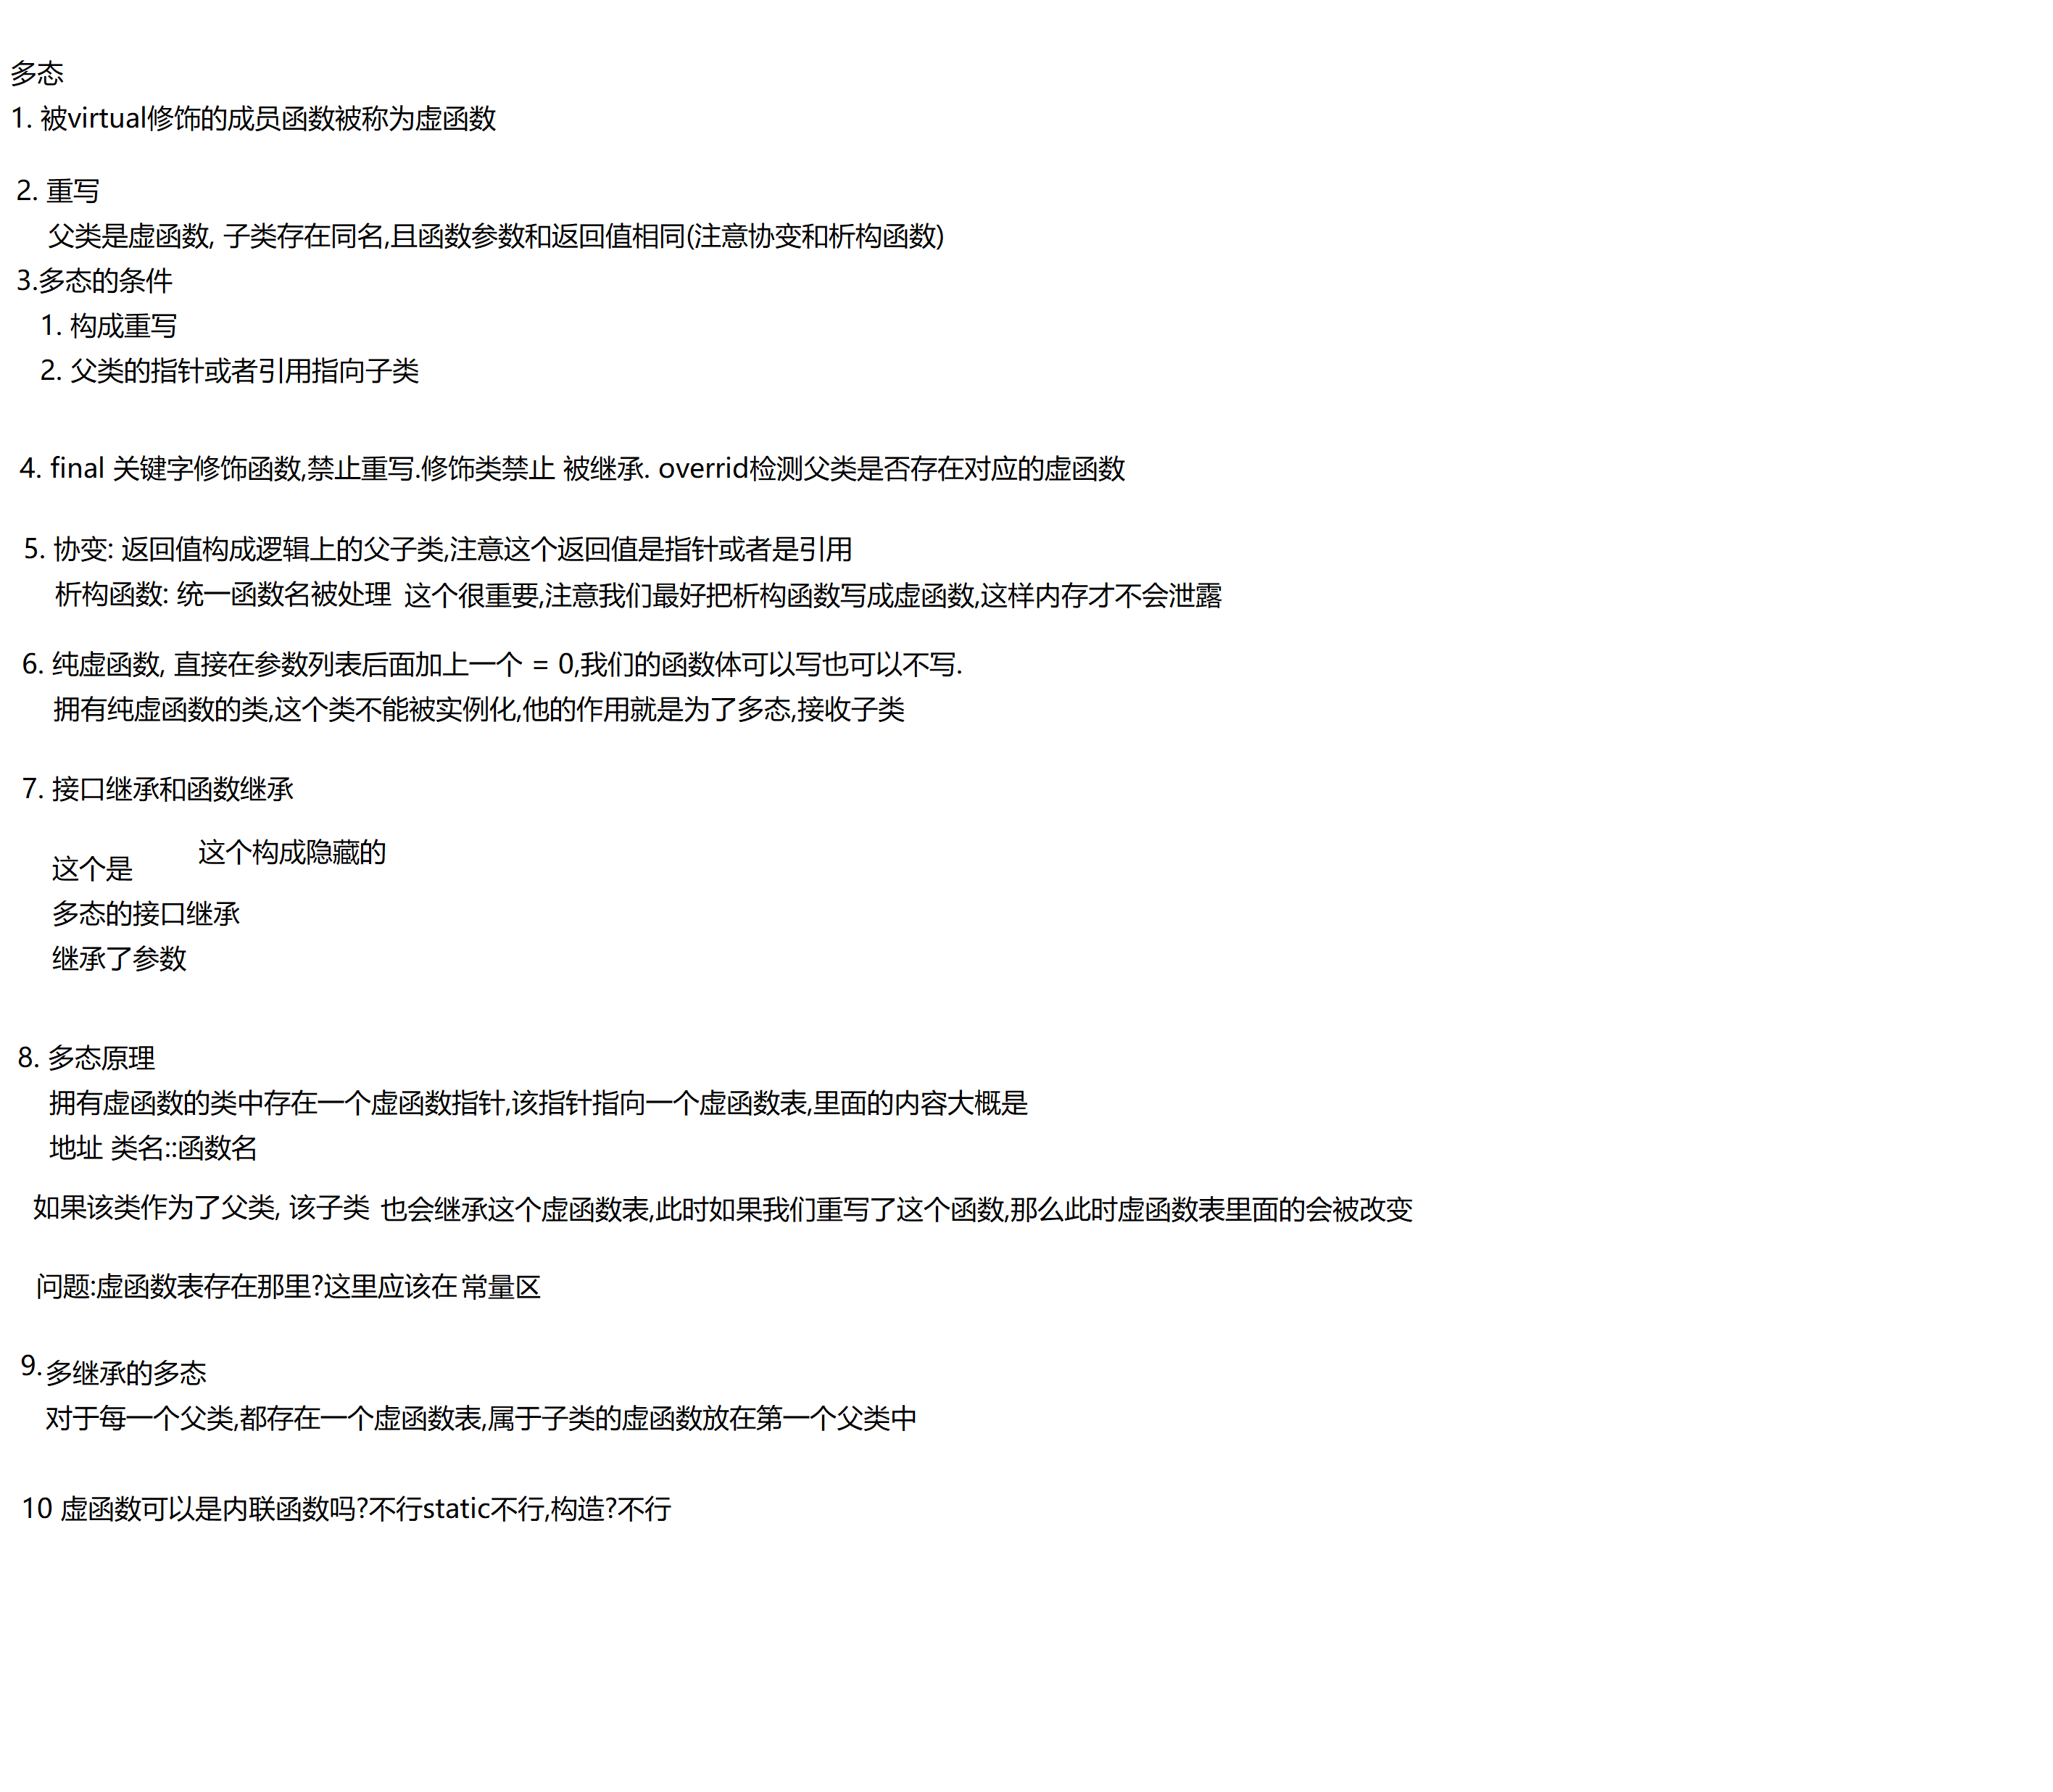 多态
1. 被virtual修饰的成员函数被称为虚函数
2. 重写
父类是虚函数, 子类存在同名,且函数参数和返回值相同(注意协变和析构函数)
3.多态的条件
1. 构成重写
2. 父类的指针或者引用指向子类
4. final 关键字修饰函数,禁止重写.修饰类禁止 被继承. overrid检测父类是否存在对应的虚函数
5. 协变: 返回值构成逻辑上的父子类,注意这个返回值是指针或者是引用
析构函数: 统一函数名被处理 这个很重要,注意我们最好把析构函数写成虚函数,这样内存才不会泄露
6. 纯虚函数, 直接在参数列表后面加上一个 = 0,我们的函数体可以写也可以不写.
拥有纯虚函数的类,这个类不能被实例化,他的作用就是为了多态,接收子类
7. 接口继承和函数继承
这个构成隐藏的
这个是
多态的接口继承
继承了参数
8. 多态原理
拥有虚函数的类中存在一个虚函数指针,该指针指向一个虚函数表,里面的内容大概是
地址 类名::函数名
如果该类作为了父类, 该子类 也会继承这个虚函数表,此时如果我们重写了这个函数,那么此时虚函数表里面的会被改变
问题:虚函数表存在那里?这里应该在 常量区
9. 多继承的多态
对于每一个父类,都存在一个虚函数表,属于子类的虚函数放在第一个父类中
10 虚函数可以是内联函数吗?不行static不行,构造?不行